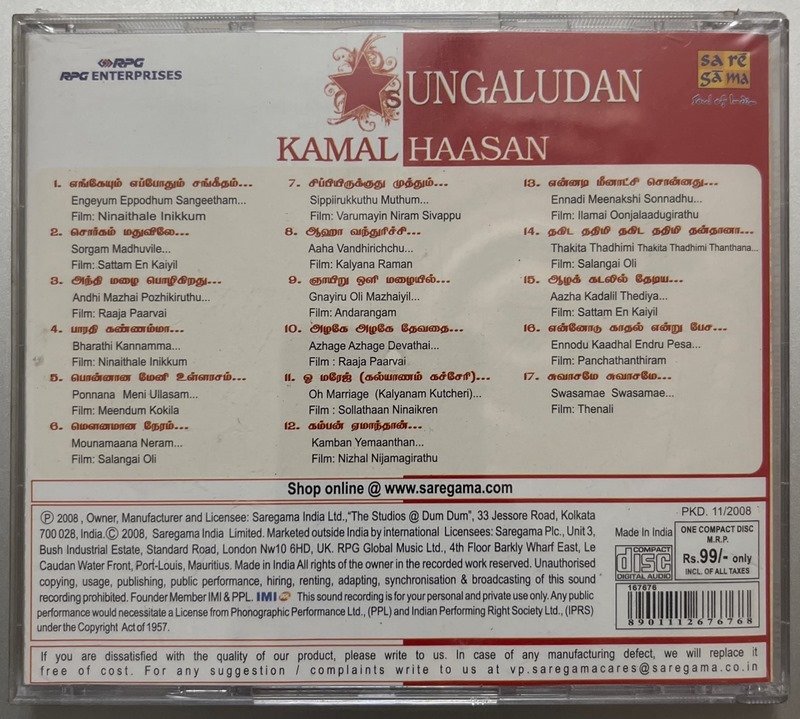 RPG
RPG ENTERPRISES
S UNGALUDAN
KAMAL HAASAN
sa rē
gā ma
Soul of India
1. எங்கேயும் எப்போதும் சங்கீதம்...
Engeyum Eppodhum Sangeetham...
Film: Ninaithale Inikkum
2. சொர்கம் மதுவிலே...
Sorgam Madhuvile...
Film: Sattam En Kaiyil
3. அந்தி மழை பொழிகிறது...
Andhi Mazhai Pozhikiruthu...
Film: Raaja Paarvai
4. பாரதி கண்ணம்மா...
Bharathi Kannamma...
Film: Ninaithale Inikkum
5. பொன்னான மேனி உள்ளாசம்...
Ponnana Meni Ullasam...
Film: Meendum Kokila
6. மௌனமான நேரம்...
Mounamaana Neram...
Film: Salangai Oli
7. சிப்பியிருக்குது முத்தும்...
Sippiirukkuthu Muthum...
Film: Varumayin Niram Sivappu
8. ஆஹா வந்துரிச்சி...
Aaha Vandhirichchu...
Film: Kalyana Raman
9. ஞாயிறு ஒளி மழையில்...
Gnayiru Oli Mazhaiyil...
Film: Andarangam
10. அழகே அழகே தேவதை...
Azhage Azhage Devathai...
Film : Raaja Paarvai
11. ஓ மரேஜ் (கல்யாணம் கச்சேரி)...
Oh Marriage (Kalyanam Kutcheri)...
Film : Sollathaan Ninaikren
12. கம்பன் ஏமாந்தான்...
Kamban Yemaanthan...
Film: Nizhal Nijamagirathu
13. என்னடி மீனாட்சி சொன்னது...
Ennadi Meenakshi Sonnadhu...
Film: Ilamai Oonjalaadugirathu
14. தகிட ததிமி தகிட ததிமி தன்தானா...
Thakita Thadhimi Thakita Thadhimi Thanthana...
Film: Salangai Oli
15. ஆழக் கடலில் தேடிய...
Aazha Kadalil Thediya...
Film: Sattam En Kaiyil
16. என்னோடு காதல் என்று பேச...
Ennodu Kaadhal Endru Pesa...
Film: Panchathanthiram
17. சுவாசமே சுவாசமே...
Swasamae Swasamae...
Film: Thenali
Shop online @ www.saregama.com
Ⓟ 2008 , Owner, Manufacturer and Licensee: Saregama India Ltd.,"The Studios @ Dum Dum", 33 Jessore Road, Kolkata
700 028, India.© 2008, Saregama India Limited. Marketed outside India by international Licensees: Saregama Plc., Unit 3,
Bush Industrial Estate, Standard Road, London Nw10 6HD, UK. RPG Global Music Ltd., 4th Floor Barkly Wharf East, Le
Caudan Water Front, Port-Louis, Mauritius. Made in India All rights of the owner in the recorded work reserved. Unauthorised
copying, usage, publishing, public performance, hiring, renting, adapting, synchronisation & broadcasting of this sound
recording prohibited. Founder Member IMI & PPL. IMI This sound recording is for your personal and private use only. Any public
performance would necessitate a License from Phonographic Performance Ltd., (PPL) and Indian Performing Right Society Ltd., (IPRS)
under the Copyright Act of 1957.
PKD. 11/2008
Made in India
COMPACT
disc
DIGITAL AUDIO
ONE COMPACT DISC
M.R.P.
Rs.99/- only
INCL. OF ALL TAXES
167676
8901112676768
If you are dissatisfied with the quality of our product, please write to us. In case of any manufacturing defect, we will replace it
free of cost. For any suggestion / complaints write to us at vp.saregamacares@saregama.co.in